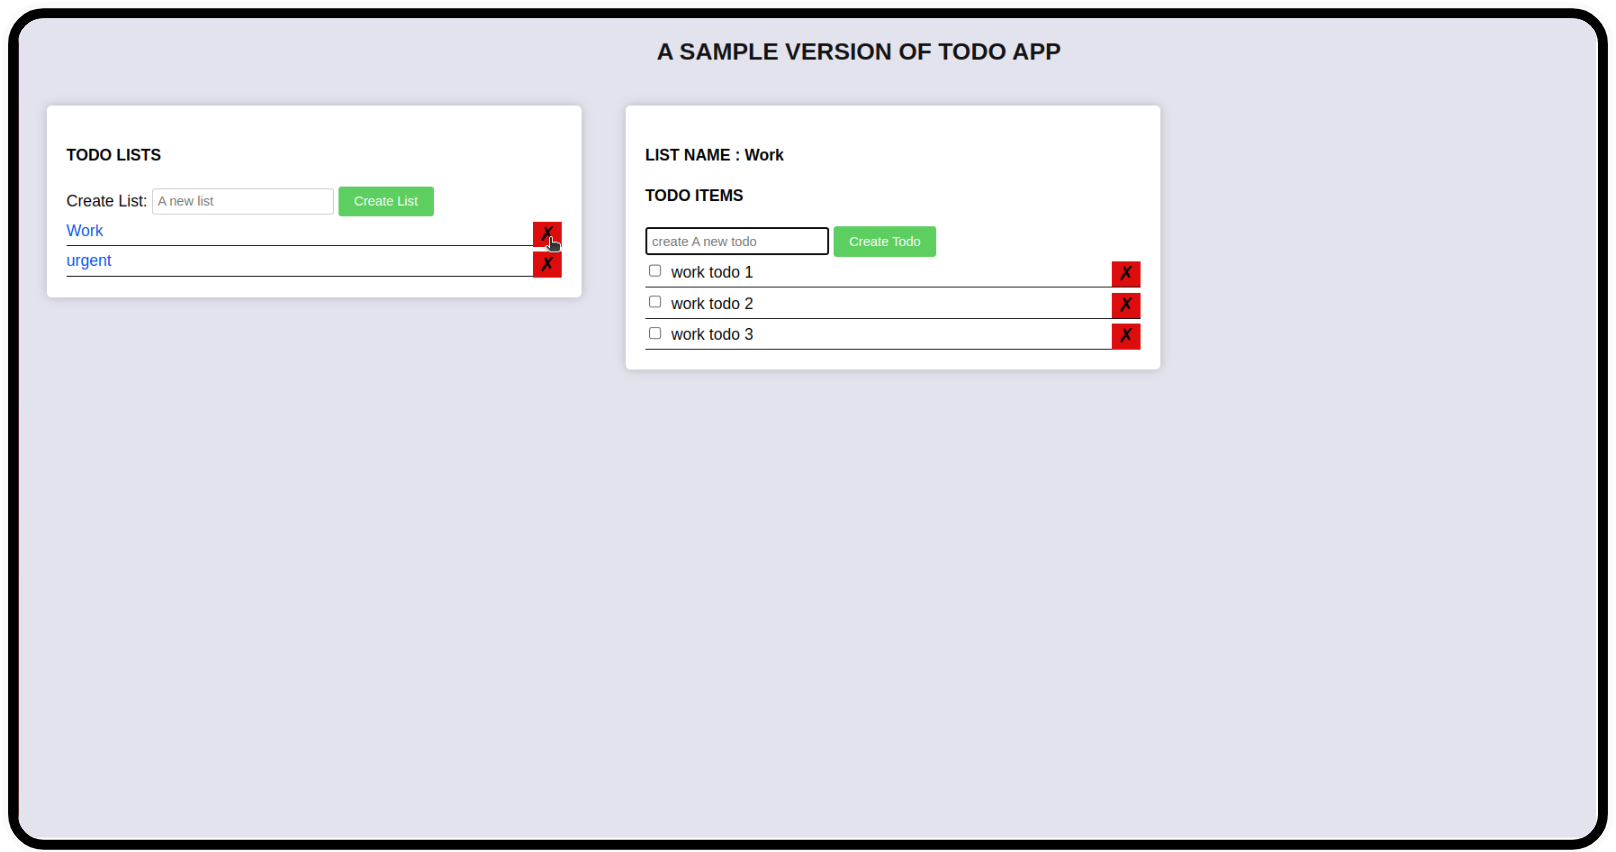 A SAMPLE VERSION OF TODO APP
TODO LISTS
Create List: A new list Create List
Work ✗
urgent ✗
LIST NAME : Work
TODO ITEMS
create A new todo Create Todo
work todo 1 ✗
work todo 2 ✗
work todo 3 ✗